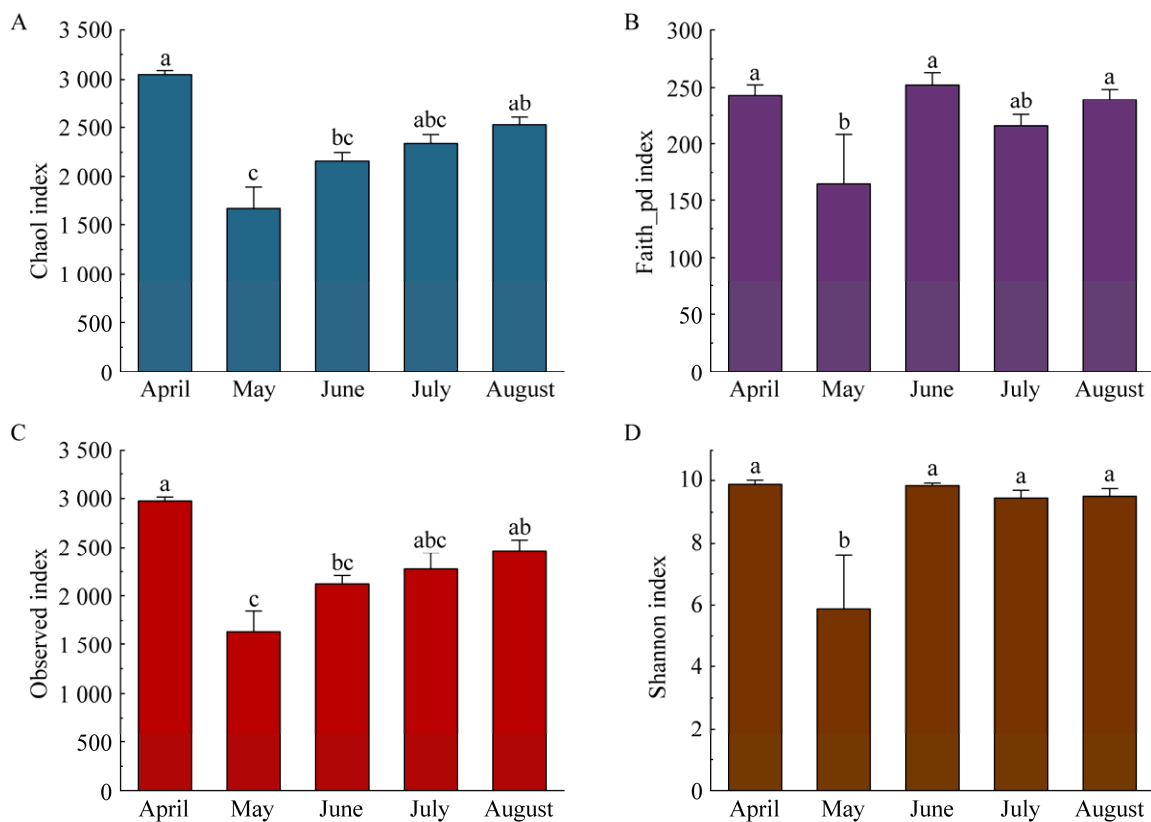 A
3 500
3 000
2 500
2 000
1 500
1 000
500
0
Chaol index
a
c
bc
abc
ab
April May June July August
B
300
250
200
150
100
50
0
Faith_pd index
a
b
a
ab
a
April May June July August
C
3 500
3 000
2 500
2 000
1 500
1 000
500
0
Observed index
a
c
bc
abc
ab
April May June July August
D
10
8
6
4
2
0
Shannon index
a
b
a
a
a
April May June July August